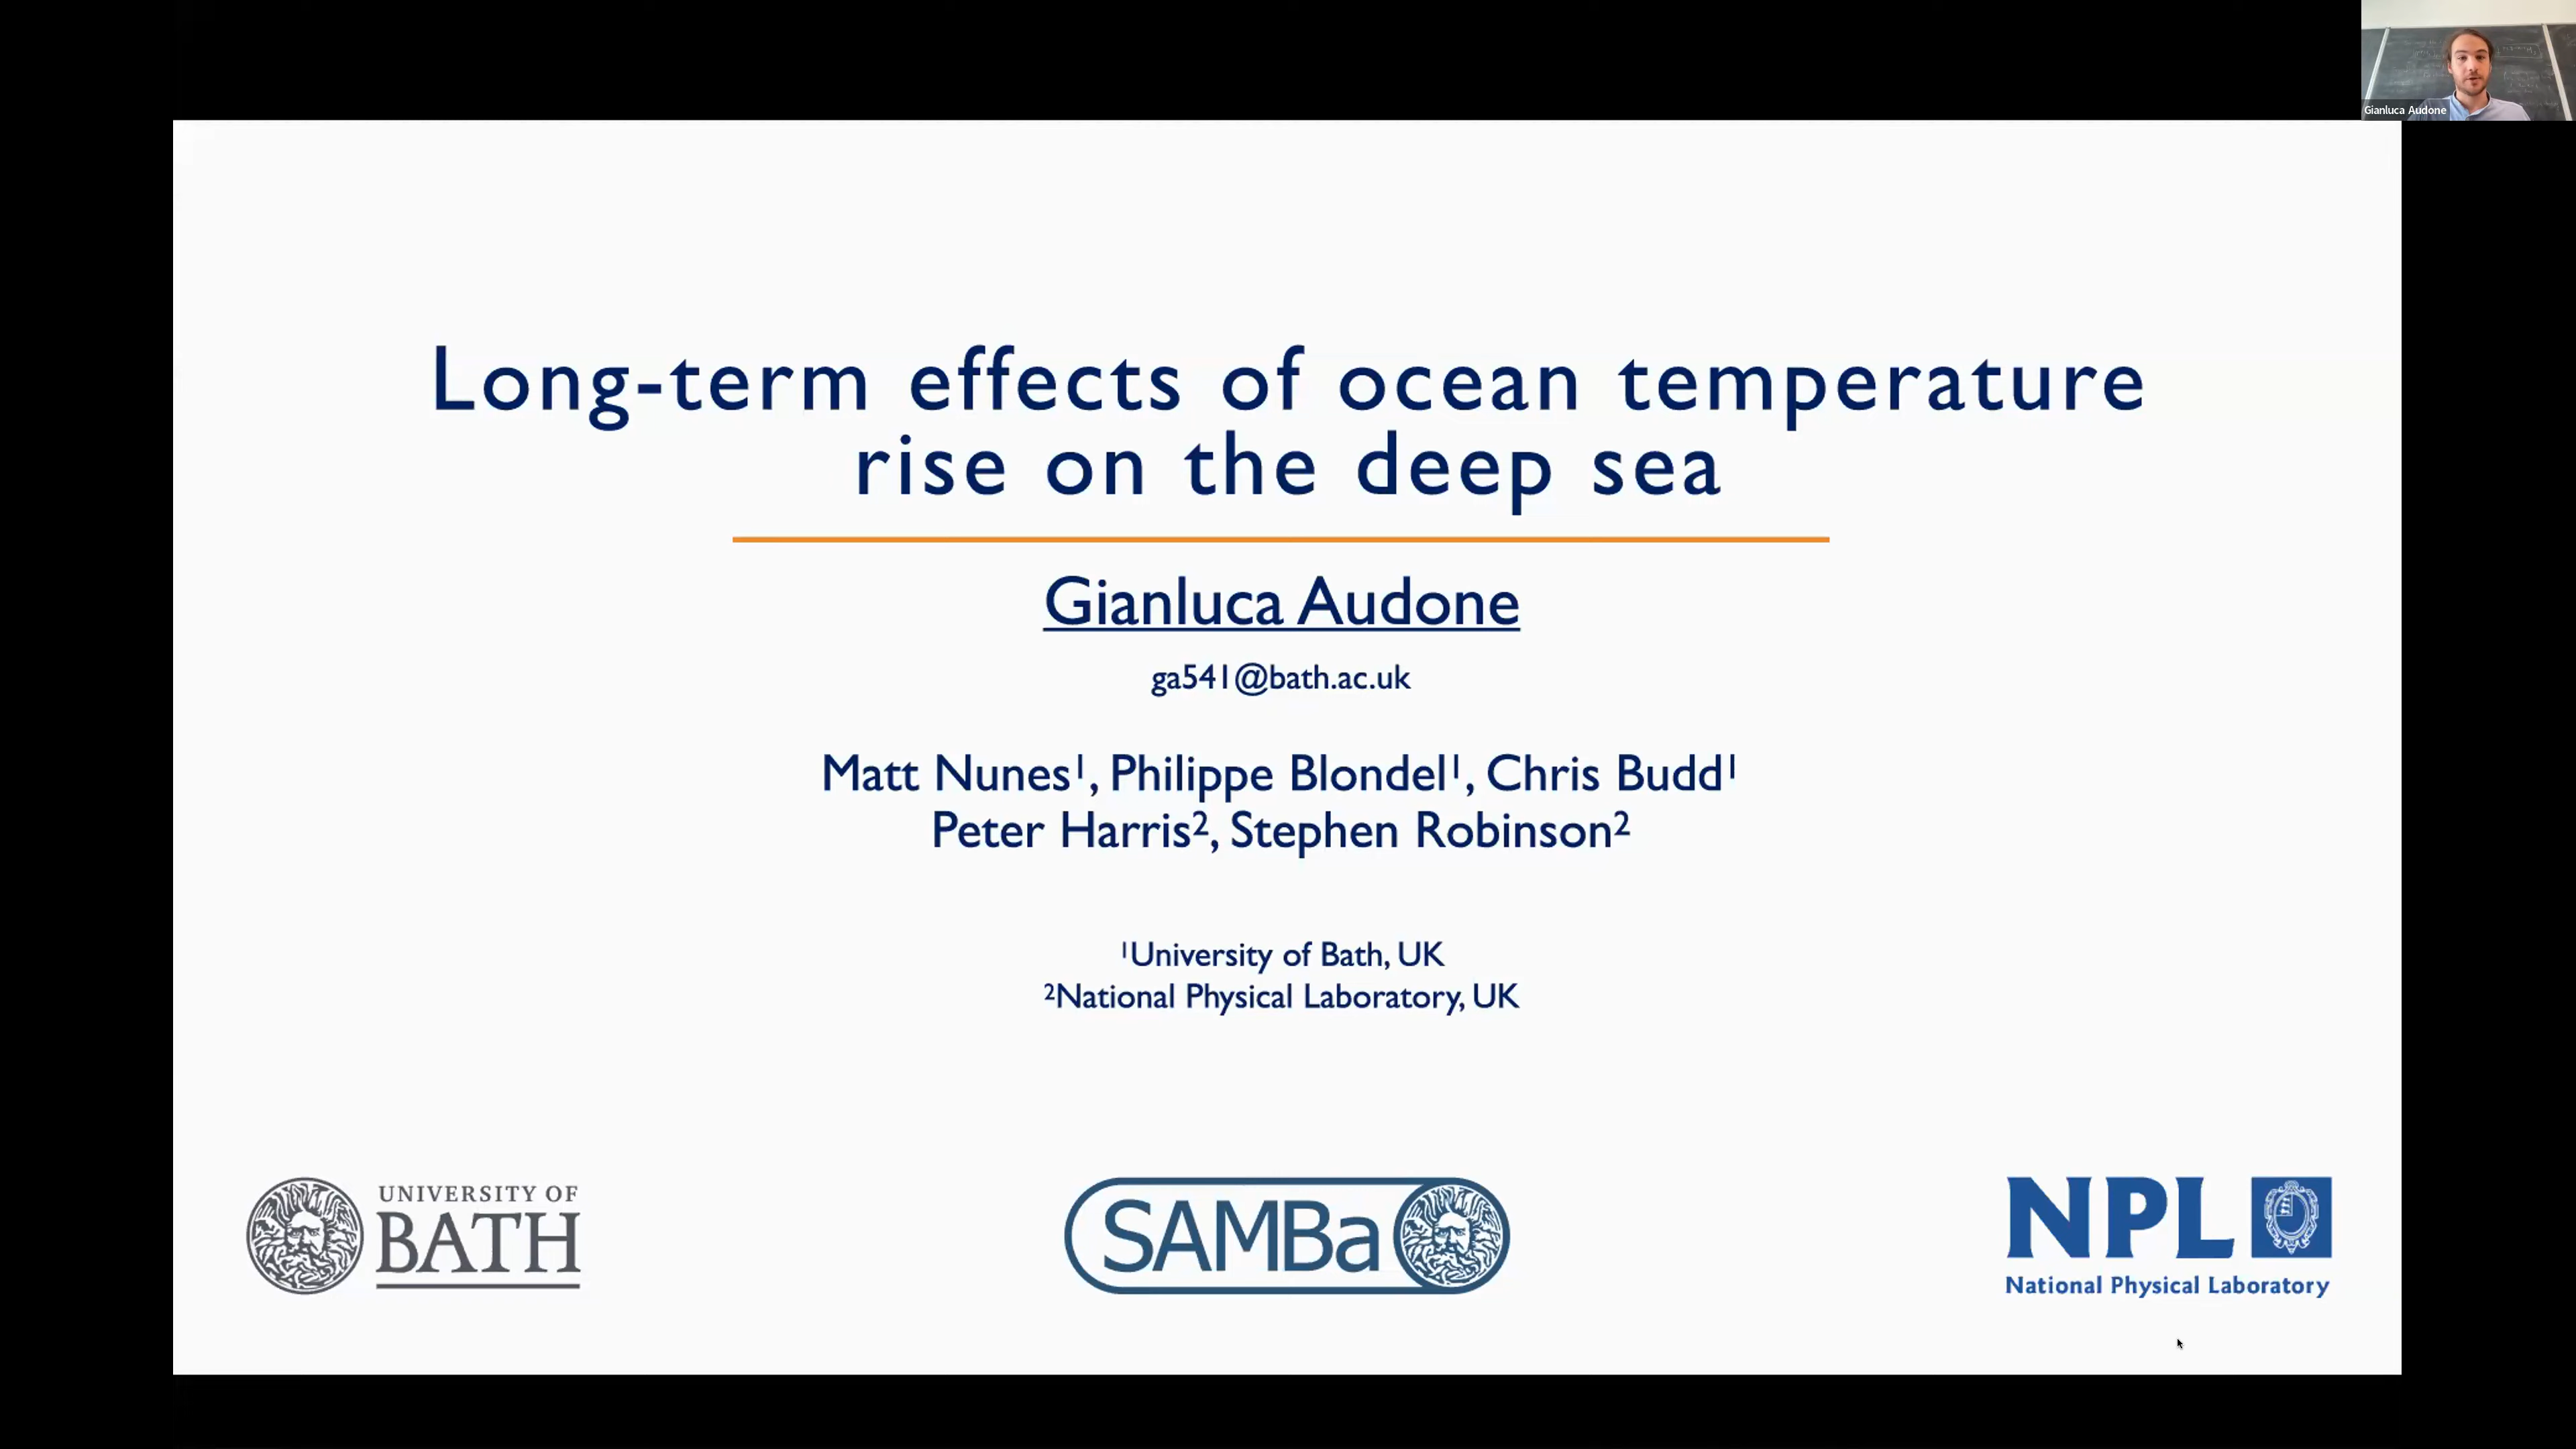 Gianluca Audone
Long-term effects of ocean temperature
rise on the deep sea
Gianluca Audone
ga541@bath.ac.uk
Matt Nunes¹, Philippe Blondel¹, Chris Budd¹
Peter Harris², Stephen Robinson²
¹University of Bath, UK
²National Physical Laboratory, UK
UNIVERSITY OF
BATH
SAMBa
NPL
National Physical Laboratory